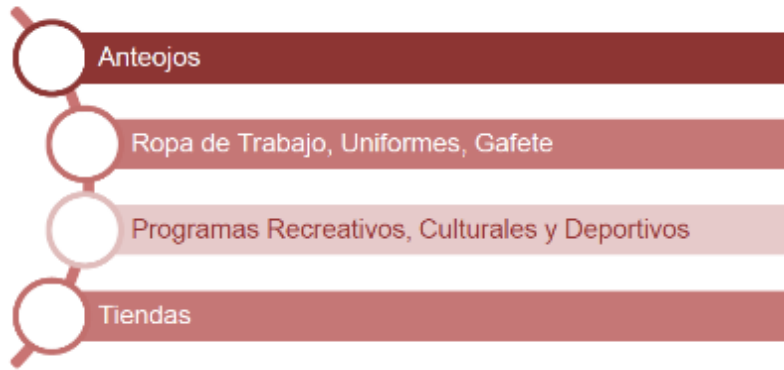 Anteojos
Ropa de Trabajo, Uniformes, Gafete
Programas Recreativos, Culturales y Deportivos
Tiendas